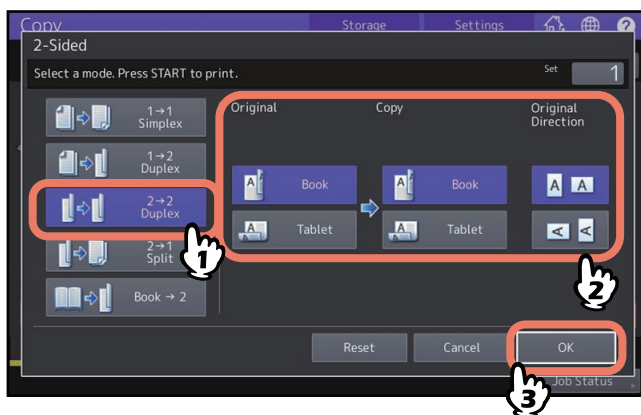 Copy
Storage
Settings
2-Sided
Select a mode. Press START to print.
Set
1
1→1
Simplex
1→2
Duplex
2→2
Duplex
2→1
Split
Book → 2
Original
Copy
Original
Direction
A
Book
A
Book
A A
A
Tablet
A
Tablet
A A
1
2
Reset
Cancel
OK
3
Job Status
?